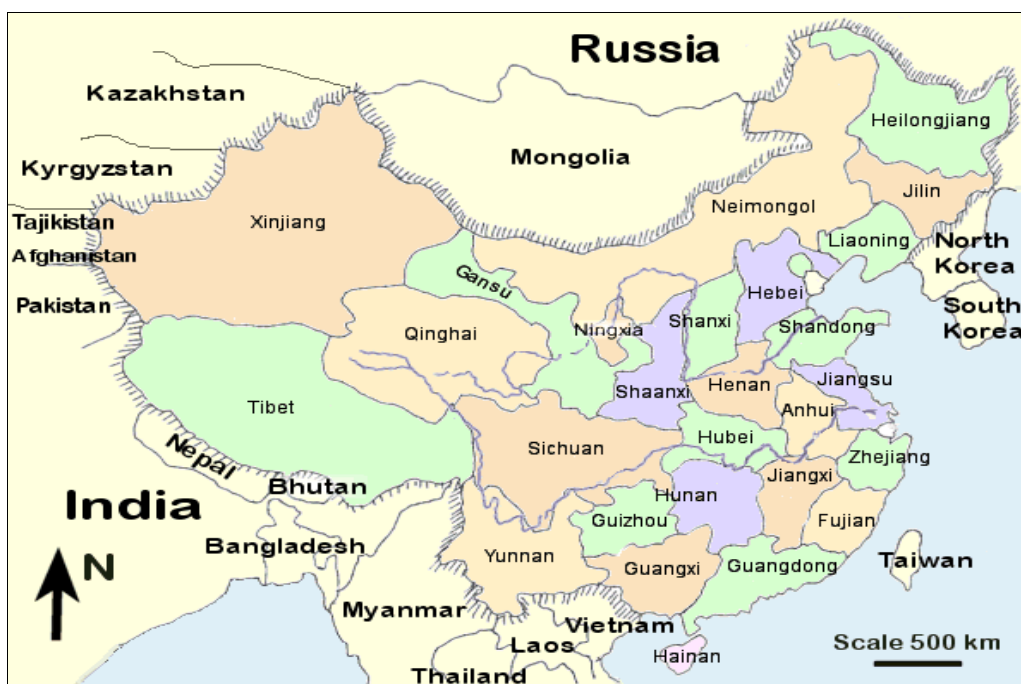 Russia
Kazakhstan
Heilongjiang
Mongolia
Kyrgyzstan
Jilin
Neimongol
Xinjiang
Tajikistan
Liaoning
North
Korea
Afghanistan
Gansu
Hebei
Pakistan
South
Korea
Shanxi
Shandong
Ningxia
Qinghai
Jiangsu
Henan
Shaanxi
Anhui
Tibet
Hubei
Sichuan
Zhejiang
Nepal
Jiangxi
Bhutan
Hunan
India
Guizhou
Fujian
Bangladesh
Yunnan
Taiwan
N
Guangxi
Guangdong
Myanmar
Vietnam
Laos
Scale 500 km
Hainan
Thailand